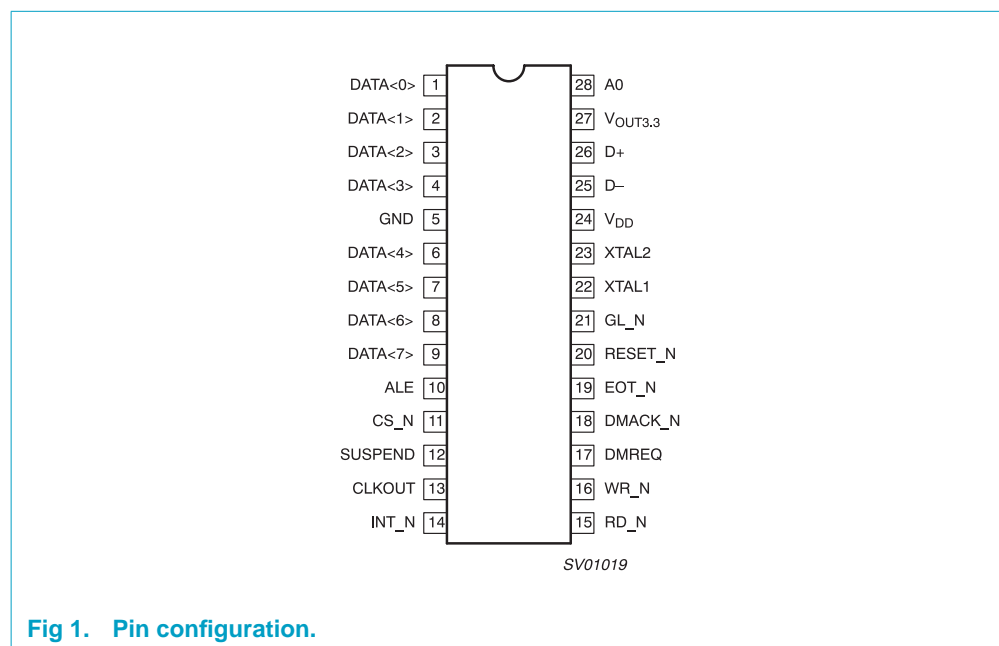 DATA<0> 1 28 A0
DATA<1> 2 27 VOUT3.3
DATA<2> 3 26 D+
DATA<3> 4 25 D–
GND 5 24 VDD
DATA<4> 6 23 XTAL2
DATA<5> 7 22 XTAL1
DATA<6> 8 21 GL_N
DATA<7> 9 20 RESET_N
ALE 10 19 EOT_N
CS_N 11 18 DMACK_N
SUSPEND 12 17 DMREQ
CLKOUT 13 16 WR_N
INT_N 14 15 RD_N
SV01019
Fig 1. Pin configuration.